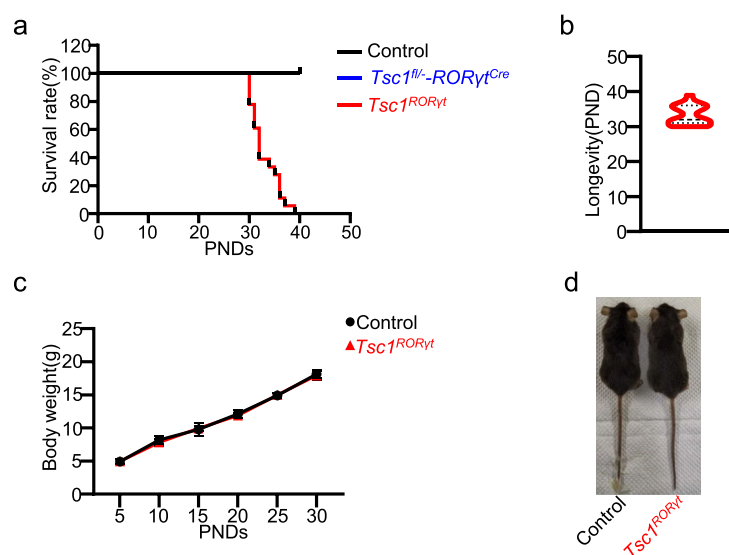 a
120
100
80
60
40
20
0
Survival rate(%)
0 10 20 30 40 50
PNDs
Control
Tsc1fl/--RORγtCre
Tsc1RORγt
b
50
40
30
20
10
0
Longevity(PND)
c
25
20
15
10
5
0
Body weight(g)
5 10 15 20 25 30
PNDs
Control
Tsc1RORγt
d
Control
Tsc1RORγt